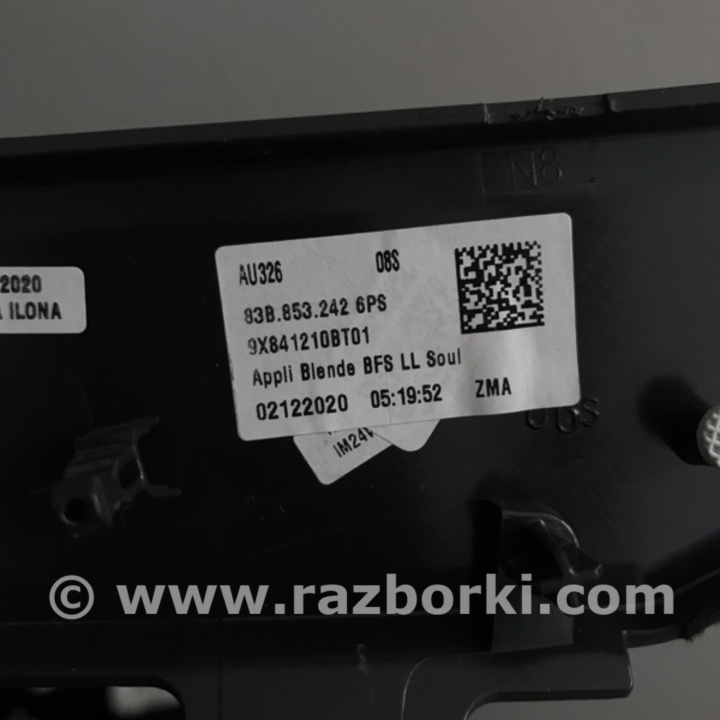 N8
2020
ILONA
AU326 08S
83B.853.242 6PS
9X841210BT01
Appli Blende BFS LL Soul
02122020 05:19:52 ZMA
© www.razborki.com